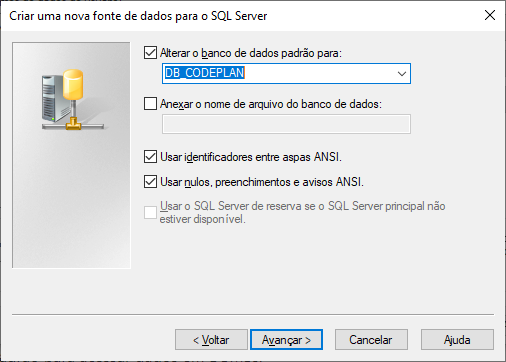 Criar uma nova fonte de dados para o SQL Server
Alterar o banco de dados padrão para:
DB_CODEPLAN
Anexar o nome de arquivo do banco de dados:
Usar identificadores entre aspas ANSI.
Usar nulos, preenchimentos e avisos ANSI.
Usar o SQL Server de reserva se o SQL Server principal não
estiver disponível.
< Voltar
Avançar >
Cancelar
Ajuda